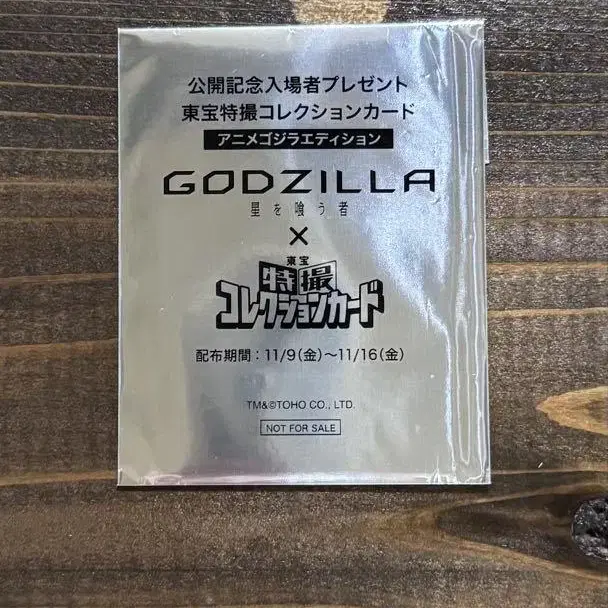 公開記念入場者プレゼント
東宝特撮コレクションカード
アニメゴジラエディション
GODZILLA
星を喰う者
×
東宝
特撮
コレクションカード
配布期間：11/9(金)～11/16(金)
TM&©TOHO CO., LTD.
NOT FOR SALE